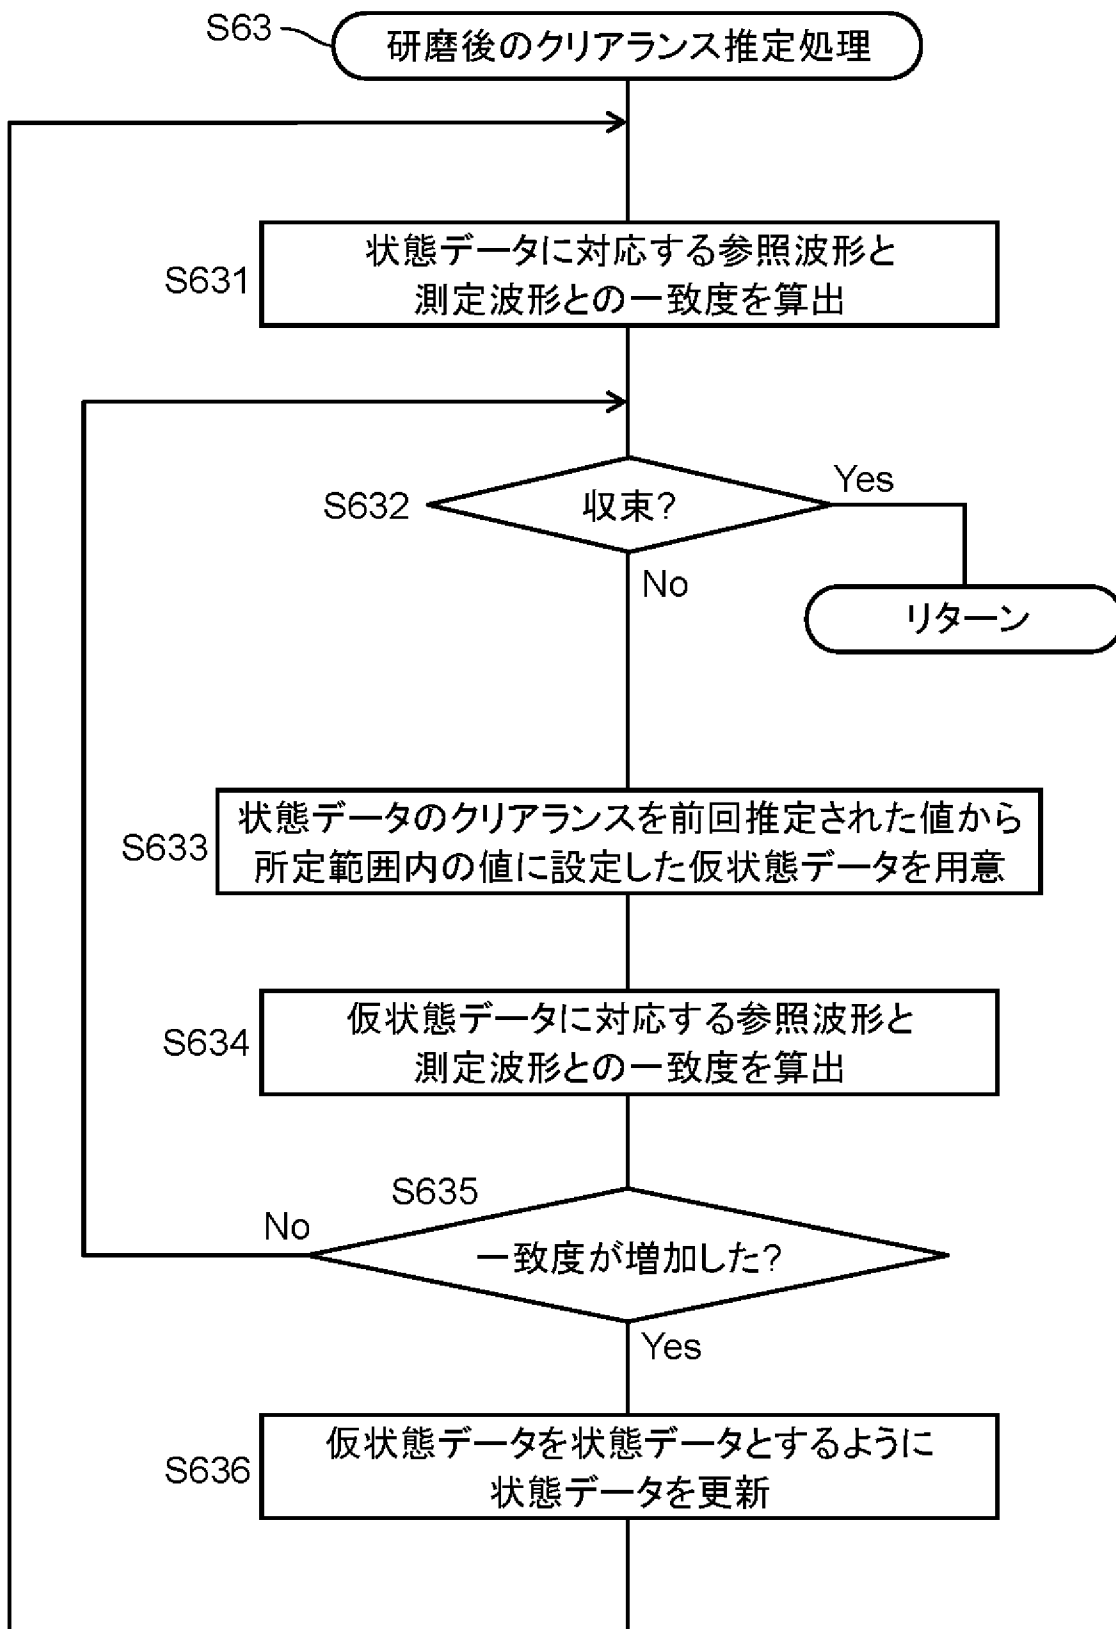 S63
研磨後のクリアランス推定処理
S631
状態データに対応する参照波形と
測定波形との一致度を算出
S632
収束?
Yes
No
リターン
S633
状態データのクリアランスを前回推定された値から
所定範囲内の値に設定した仮状態データを用意
S634
仮状態データに対応する参照波形と
測定波形との一致度を算出
S635
No
一致度が増加した?
Yes
S636
仮状態データを状態データとするように
状態データを更新